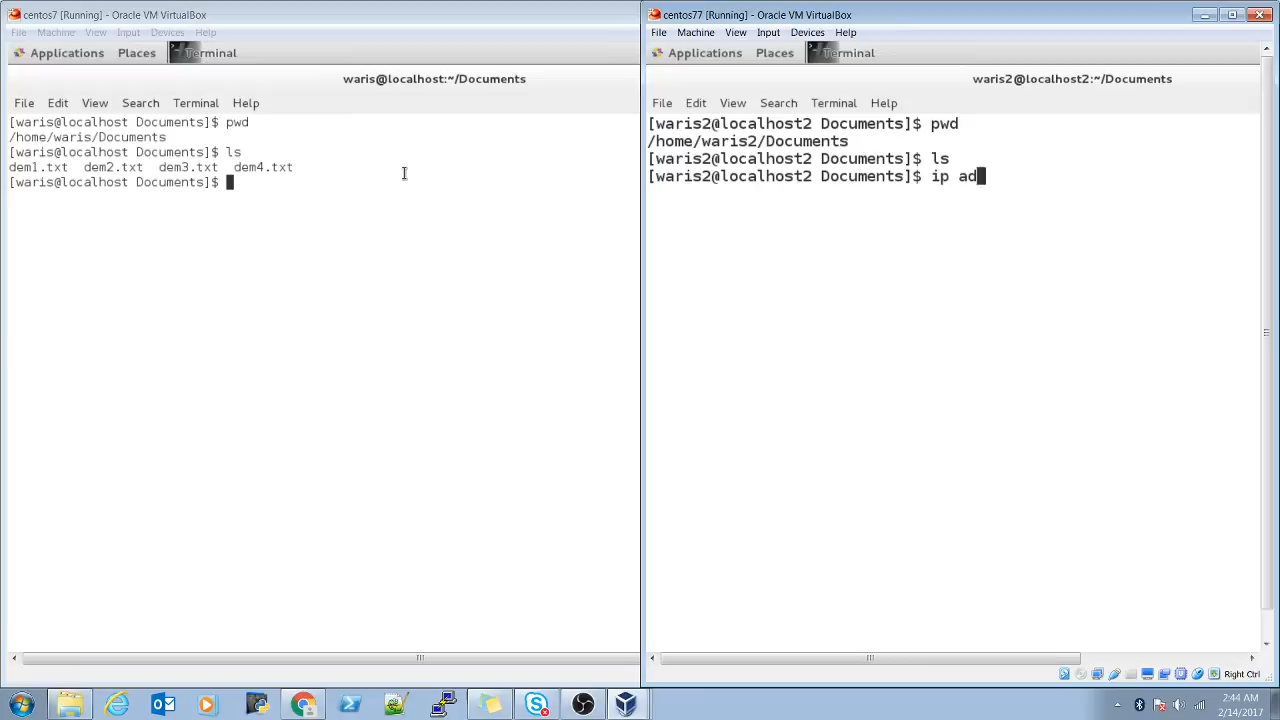 centos7 [Running] - Oracle VM VirtualBox
File Machine View Input Devices Help
Applications Places Terminal
waris@localhost:~/Documents
File Edit View Search Terminal Help
[waris@localhost Documents]$ pwd
/home/waris/Documents
[waris@localhost Documents]$ ls
dem1.txt dem2.txt dem3.txt dem4.txt
[waris@localhost Documents]$
centos77 [Running] - Oracle VM VirtualBox
File Machine View Input Devices Help
Applications Places Terminal
waris2@localhost2:~/Documents
File Edit View Search Terminal Help
[waris2@localhost2 Documents]$ pwd
/home/waris2/Documents
[waris2@localhost2 Documents]$ ls
[waris2@localhost2 Documents]$ ip ad
Right Ctrl
2:44 AM
2/14/2017